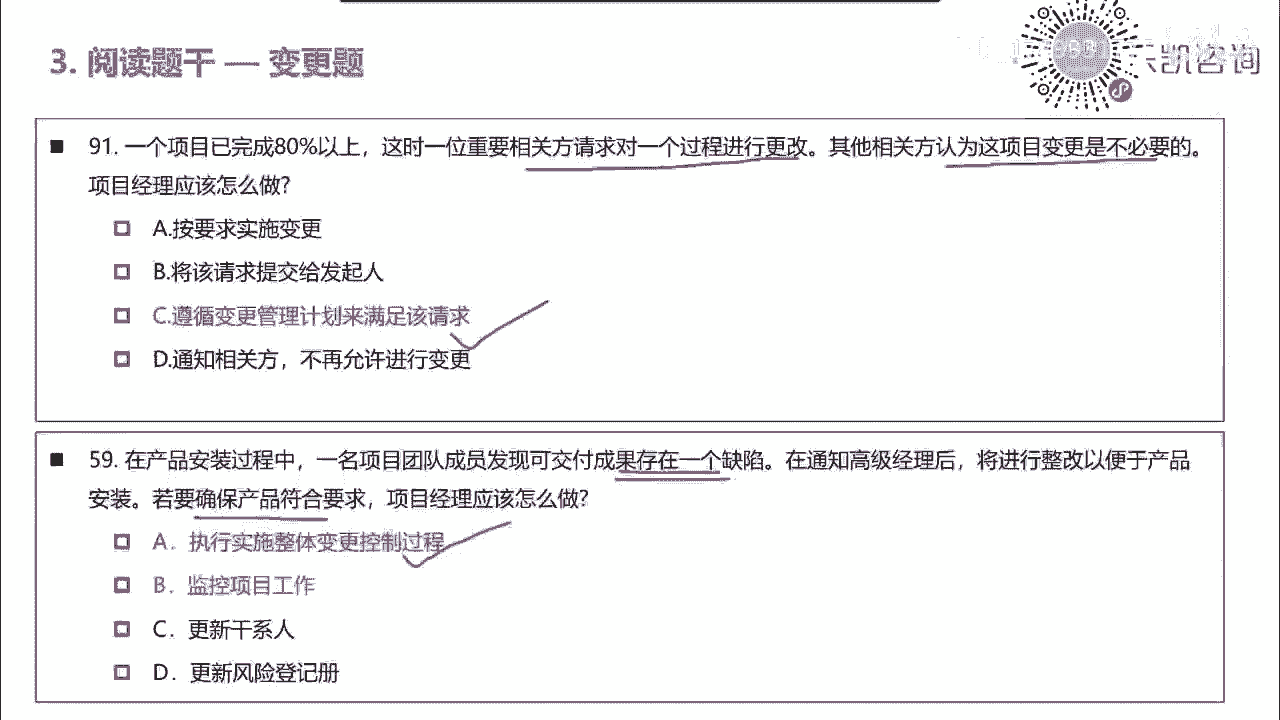 3. 阅读题干 — 变更题
凯咨询
91. 一个项目已完成80%以上，这时一位重要相关方请求对一个过程进行更改。其他相关方认为这项目变更是不必要的。
项目经理应该怎么做?
A.按要求实施变更
B.将该请求提交给发起人
C.遵循变更管理计划来满足该请求
D.通知相关方，不再允许进行变更
59. 在产品安装过程中，一名项目团队成员发现可交付成果存在一个缺陷。在通知高级经理后，将进行整改以便于产品
安装。若要确保产品符合要求，项目经理应该怎么做?
A. 执行实施整体变更控制过程
B. 监控项目工作
C. 更新干系人
D. 更新风险登记册